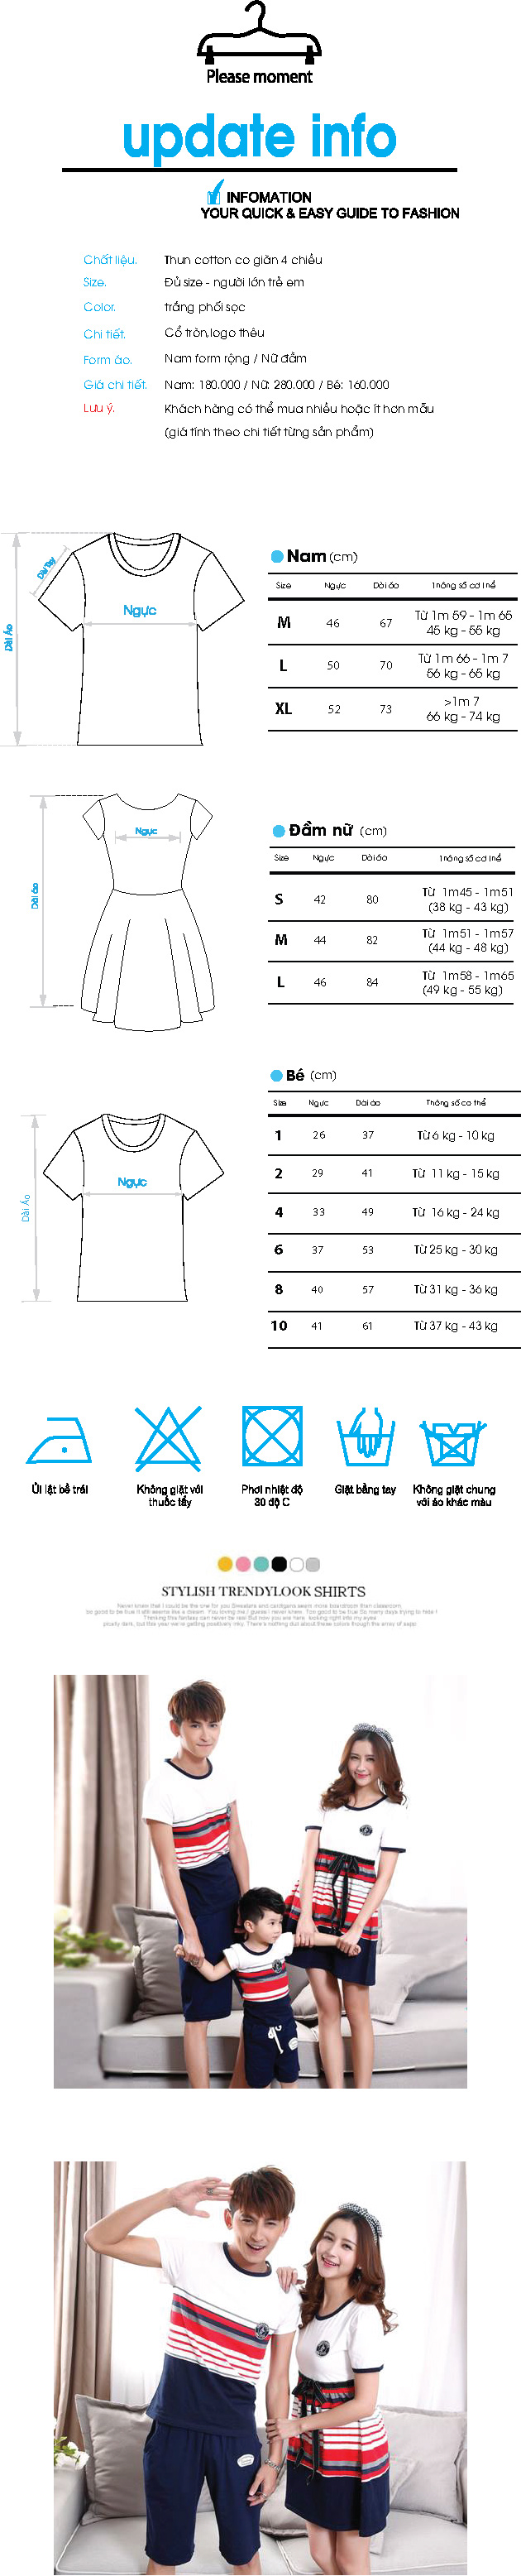 Please moment
update info
INFOMATION
YOUR QUICK & EASY GUIDE TO FASHION
Chất liệu. Thun cotton co giãn 4 chiều
Size. Đủ size - người lớn trẻ em
Color. trắng phối sọc
Chi tiết. Cổ tròn,logo thêu
Form áo. Nam form rộng / Nữ đầm
Giá chi tiết. Nam: 180.000 / Nữ: 280.000 / Bé: 160.000
Lưu ý. Khách hàng có thể mua nhiều hoặc ít hơn mẫu
(giá tính theo chi tiết từng sản phẩm)
Dài Tay
Ngực
Dài Áo
Nam (cm)
Size Ngực Dài áo 1hông số cơ 1hể
M 46 67 Từ 1m 59 - 1m 65
45 kg - 55 kg
L 50 70 Từ 1m 66 - 1m 7
56 kg - 65 kg
XL 52 73 >1m 7
66 kg - 74 kg
Ngực
Dài áo
Đầm nữ (cm)
Size Ngực Dài áo 1hông số cơ 1hể
S 42 80 Từ 1m45 - 1m51
(38 kg - 43 kg)
M 44 82 Từ 1m51 - 1m57
(44 kg - 48 kg)
L 46 84 Từ 1m58 - 1m65
(49 kg - 55 kg)
Ngực
Dài Áo
Bé (cm)
Size Ngực Dài áo Thông số cơ thể
1 26 37 Từ 6 kg - 10 kg
2 29 41 Từ 11 kg - 15 kg
4 33 49 Từ 16 kg - 24 kg
6 37 53 Từ 25 kg - 30 kg
8 40 57 Từ 31 kg - 36 kg
10 41 61 Từ 37 kg - 43 kg
Ủi lật bề trái
Không giặt với
thuốc tẩy
Phơi nhiệt độ
30 độ C
Giặt bằng tay
Không giặt chung
với áo khác màu
STYLISH TRENDYLOOK SHIRTS